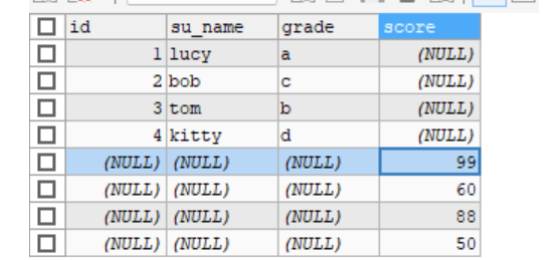 id su_name grade score
1 lucy a (NULL)
2 bob c (NULL)
3 tom b (NULL)
4 kitty d (NULL)
(NULL) (NULL) (NULL) 99
(NULL) (NULL) (NULL) 60
(NULL) (NULL) (NULL) 88
(NULL) (NULL) (NULL) 50